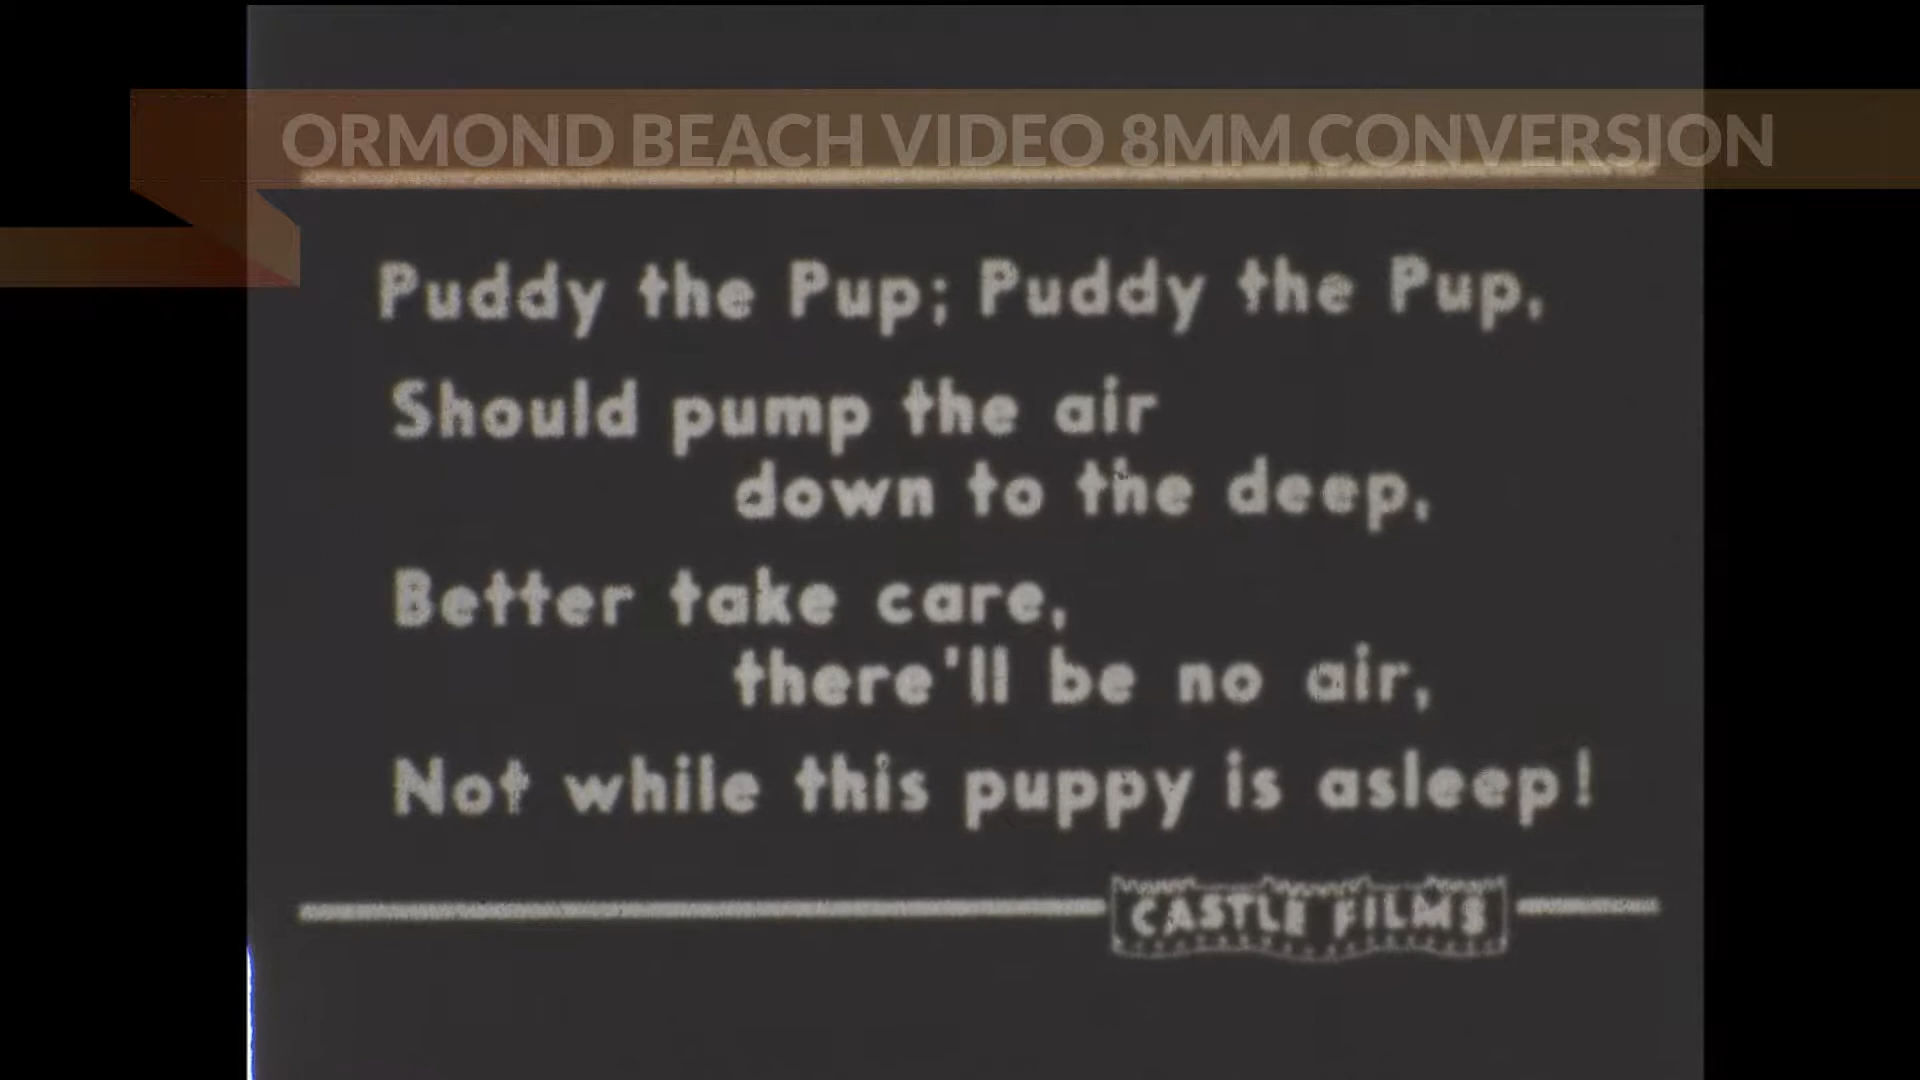 ORMOND BEACH VIDEO 8MM CONVERSION
Puddy the Pup; Puddy the Pup,
Should pump the air
down to the deep,
Better take care,
there'll be no air,
Not while this puppy is asleep!
CASTLE FILMS